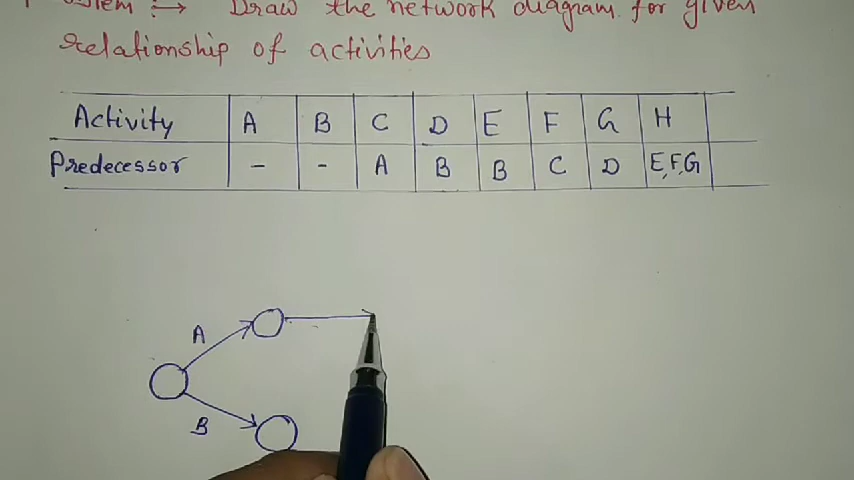 Draw the network diagram for given
relationship of activities
Activity A B C D E F G H
Predecessor - - A B B C D E,F,G
A
B